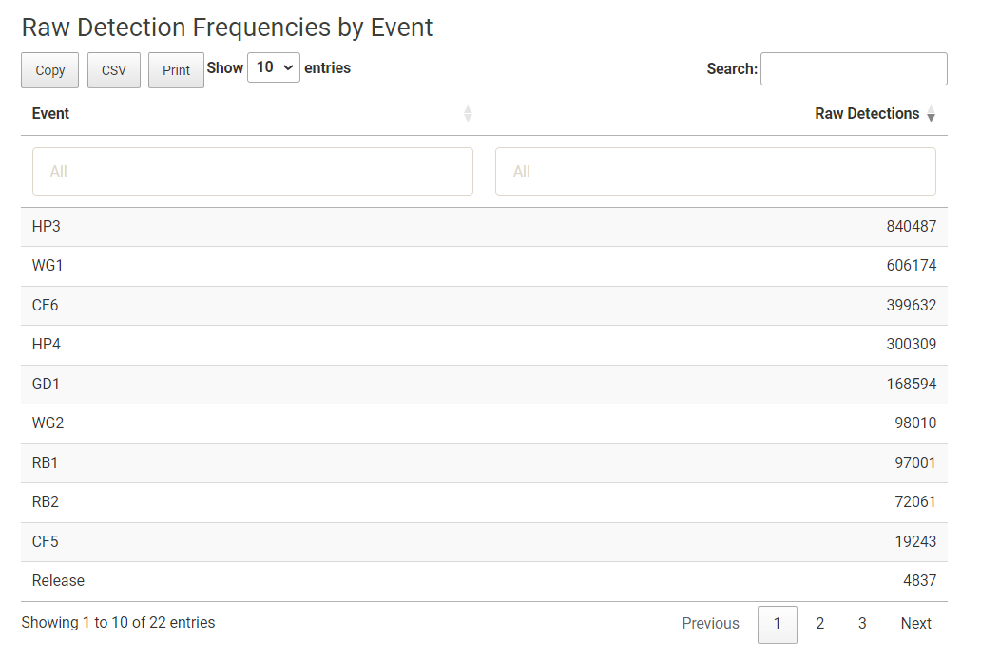 Raw Detection Frequencies by Event
Copy CSV Print Show 10 entries Search:
Event Raw Detections
All All
HP3 840487
WG1 606174
CF6 399632
HP4 300309
GD1 168594
WG2 98010
RB1 97001
RB2 72061
CF5 19243
Release 4837
Showing 1 to 10 of 22 entries Previous 1 2 3 Next